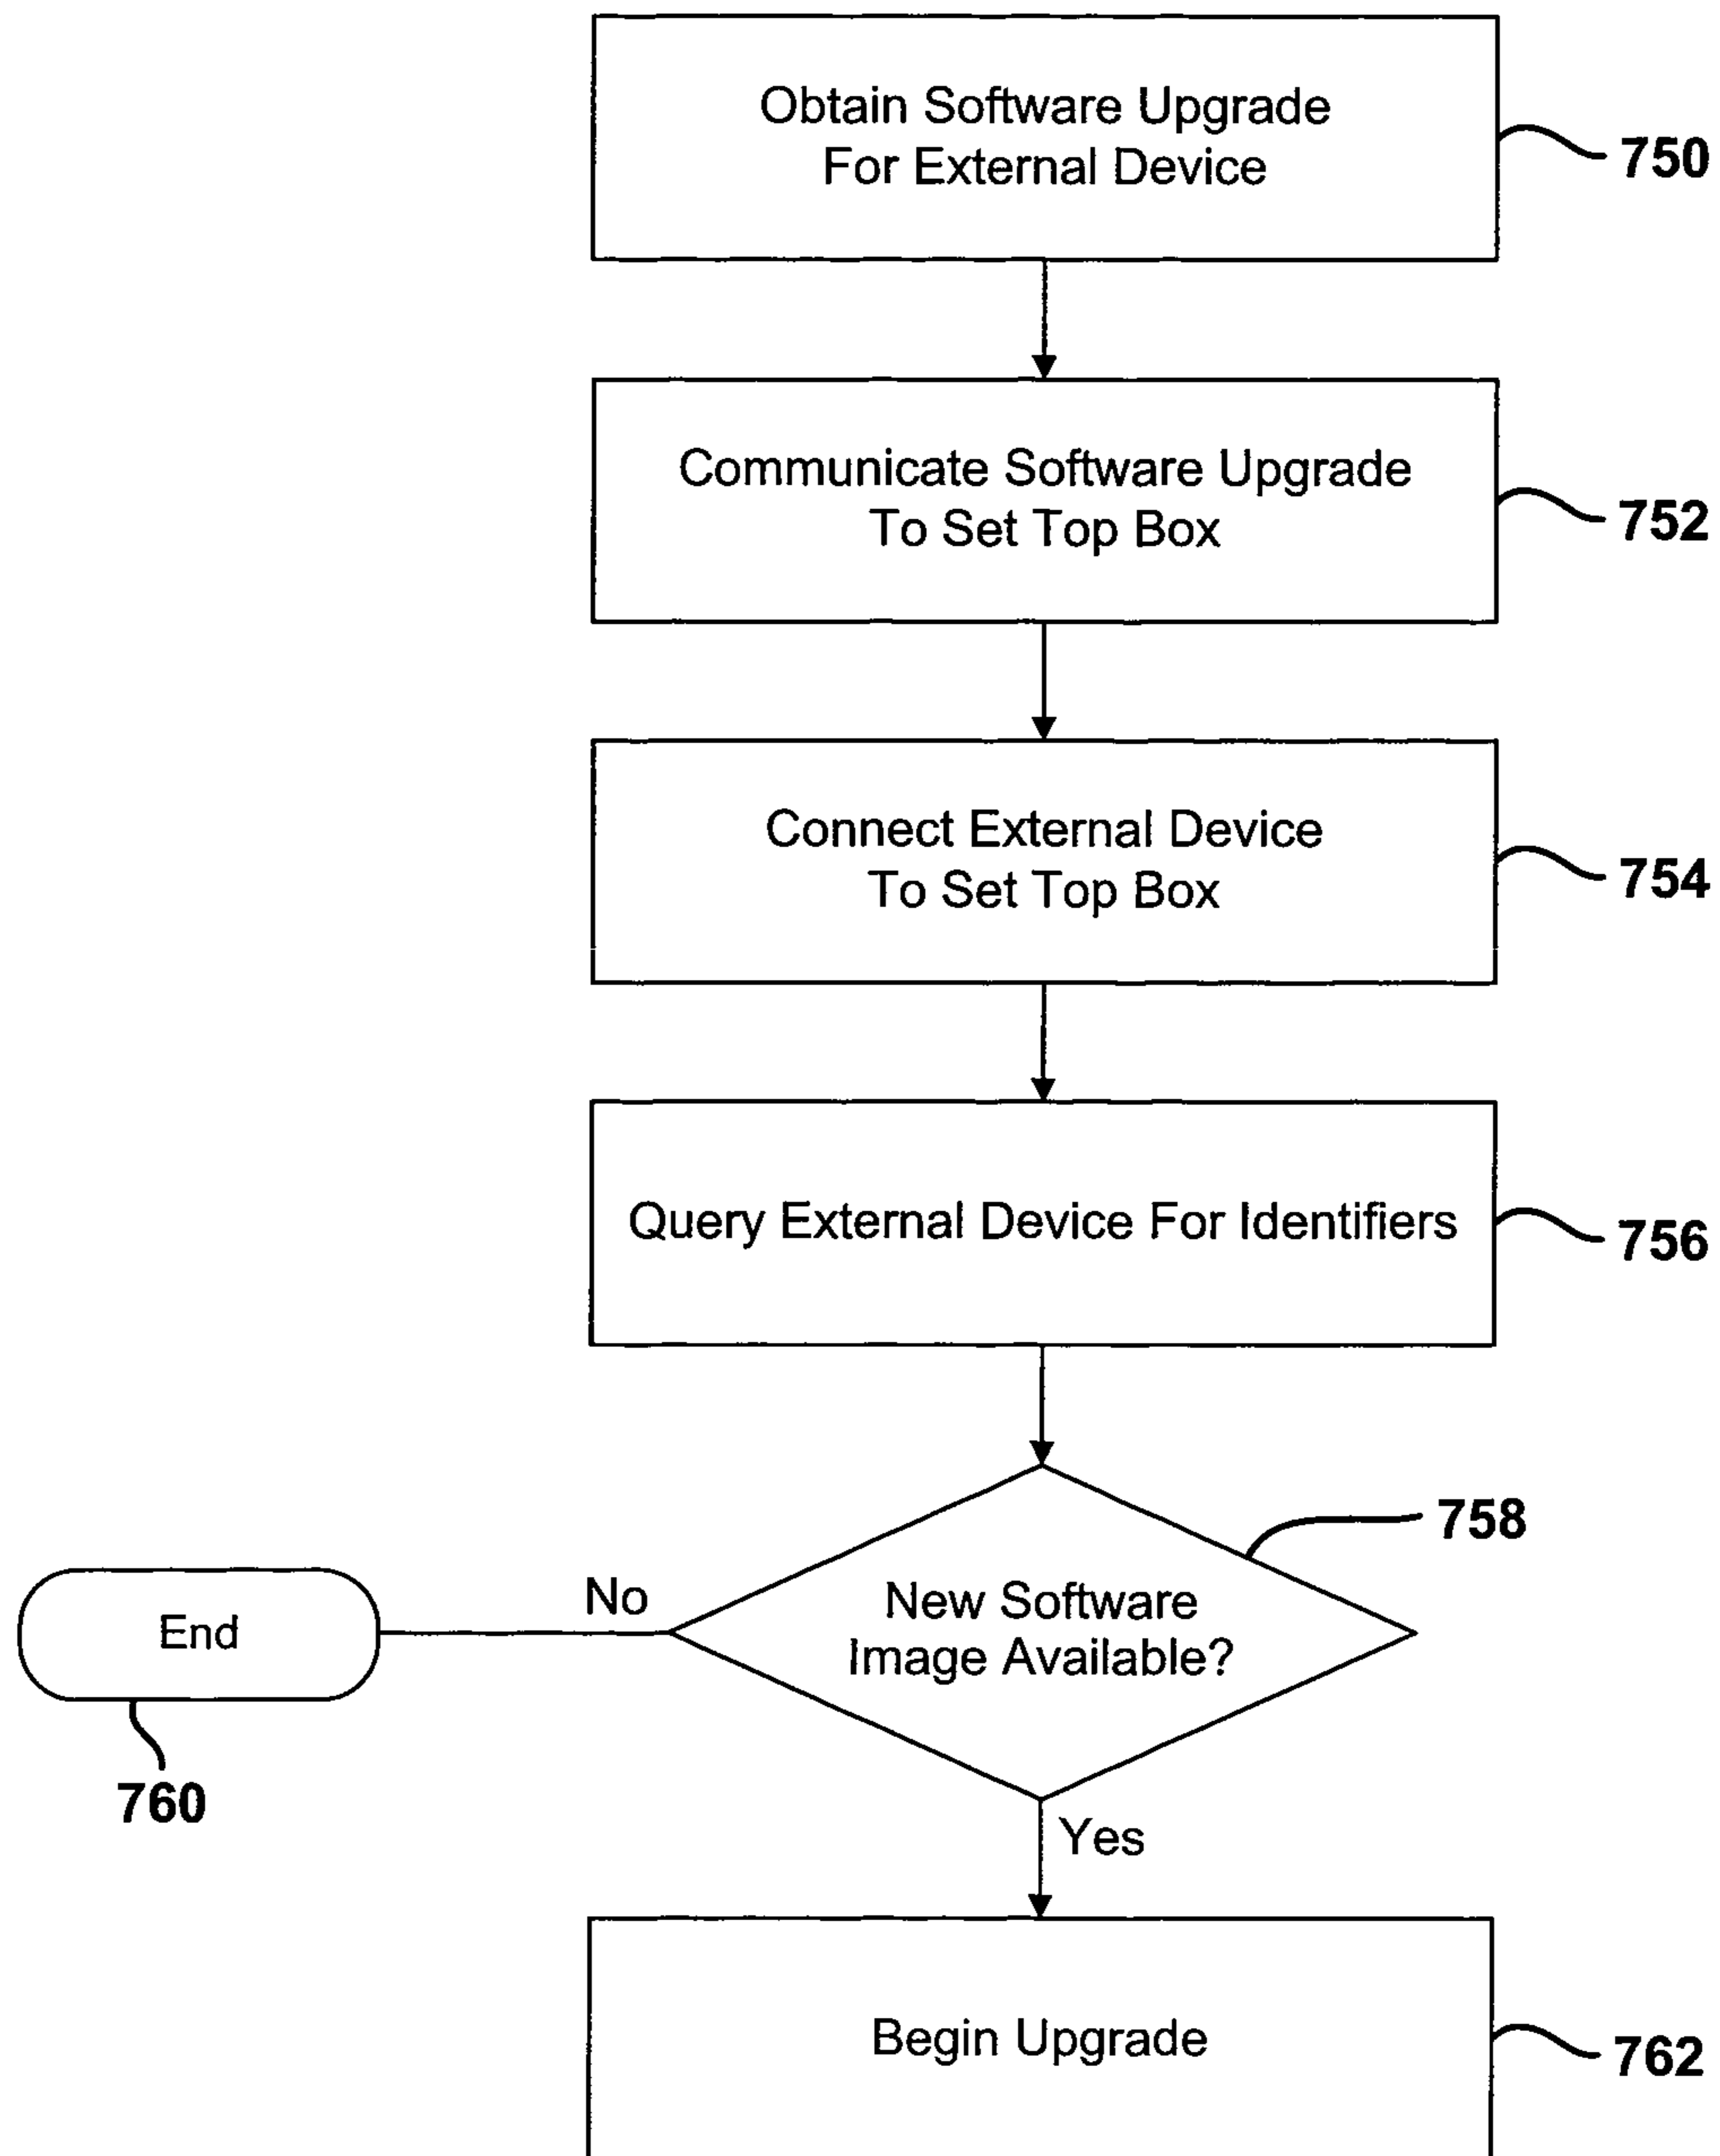 Obtain Software Upgrade
For External Device
750
Communicate Software Upgrade
To Set Top Box
752
Connect External Device
To Set Top Box
754
Query External Device For Identifiers
756
758
New Software
Image Available?
No
End
760
Yes
Begin Upgrade
762